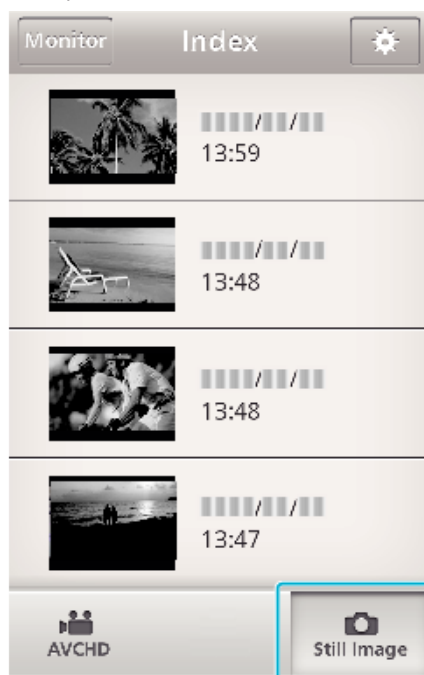 Monitor
Index
/ /
13:59
/ /
13:48
/ /
13:48
/ /
13:47
AVCHD
Still Image